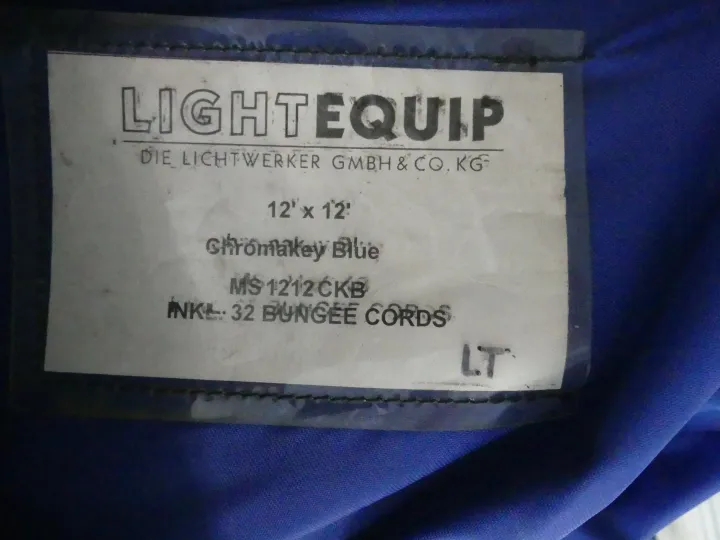 LIGHTEQUIP
DIE LICHTWERKER GMBH & CO. KG
12' x 12'
Chromakey Blue
MS 1212 CKB
INKL. 32 BUNGEE CORDS
LT